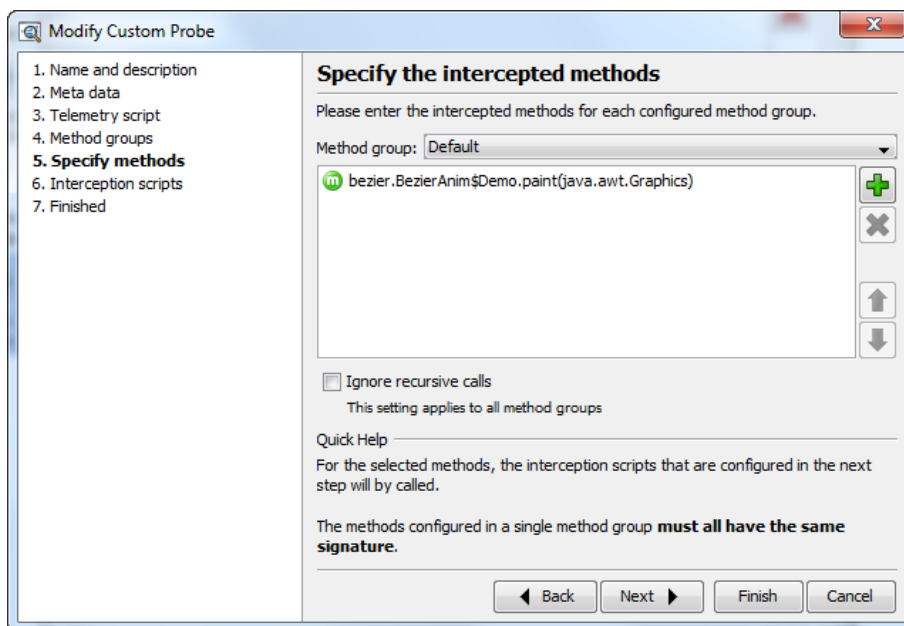 Modify Custom Probe
1. Name and description
2. Meta data
3. Telemetry script
4. Method groups
5. Specify methods
6. Interception scripts
7. Finished
Specify the intercepted methods
Please enter the intercepted methods for each configured method group.
Method group: Default
m bezier.BezierAnim$Demo.paint(java.awt.Graphics)
Ignore recursive calls
This setting applies to all method groups
Quick Help
For the selected methods, the interception scripts that are configured in the next
step will by called.
The methods configured in a single method group must all have the same
signature.
Back Next Finish Cancel